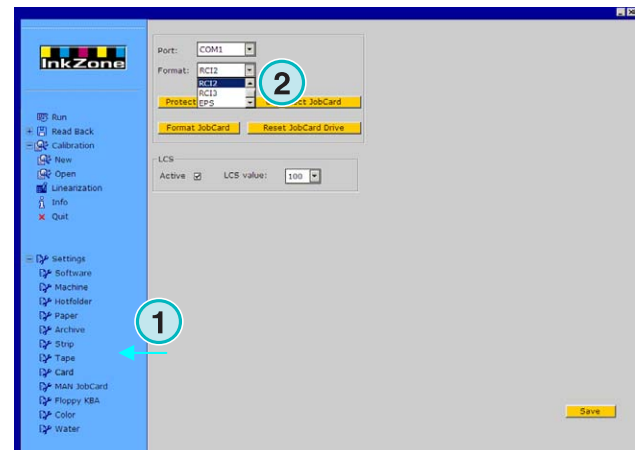 InkZone
Run
Read Back
Calibration
New
Open
Linearization
Info
Quit
Settings
Software
Machine
Hotfolder
Paper
Archive
Strip
Tape
Card
MAN JobCard
Floppy KBA
Color
Water
1
Port: COM1
Format: RCI2
RCI2
RCI3
EPS
2
Protect JobCard
Format JobCard Reset JobCard Drive
LCS
Active LCS value: 100
Save